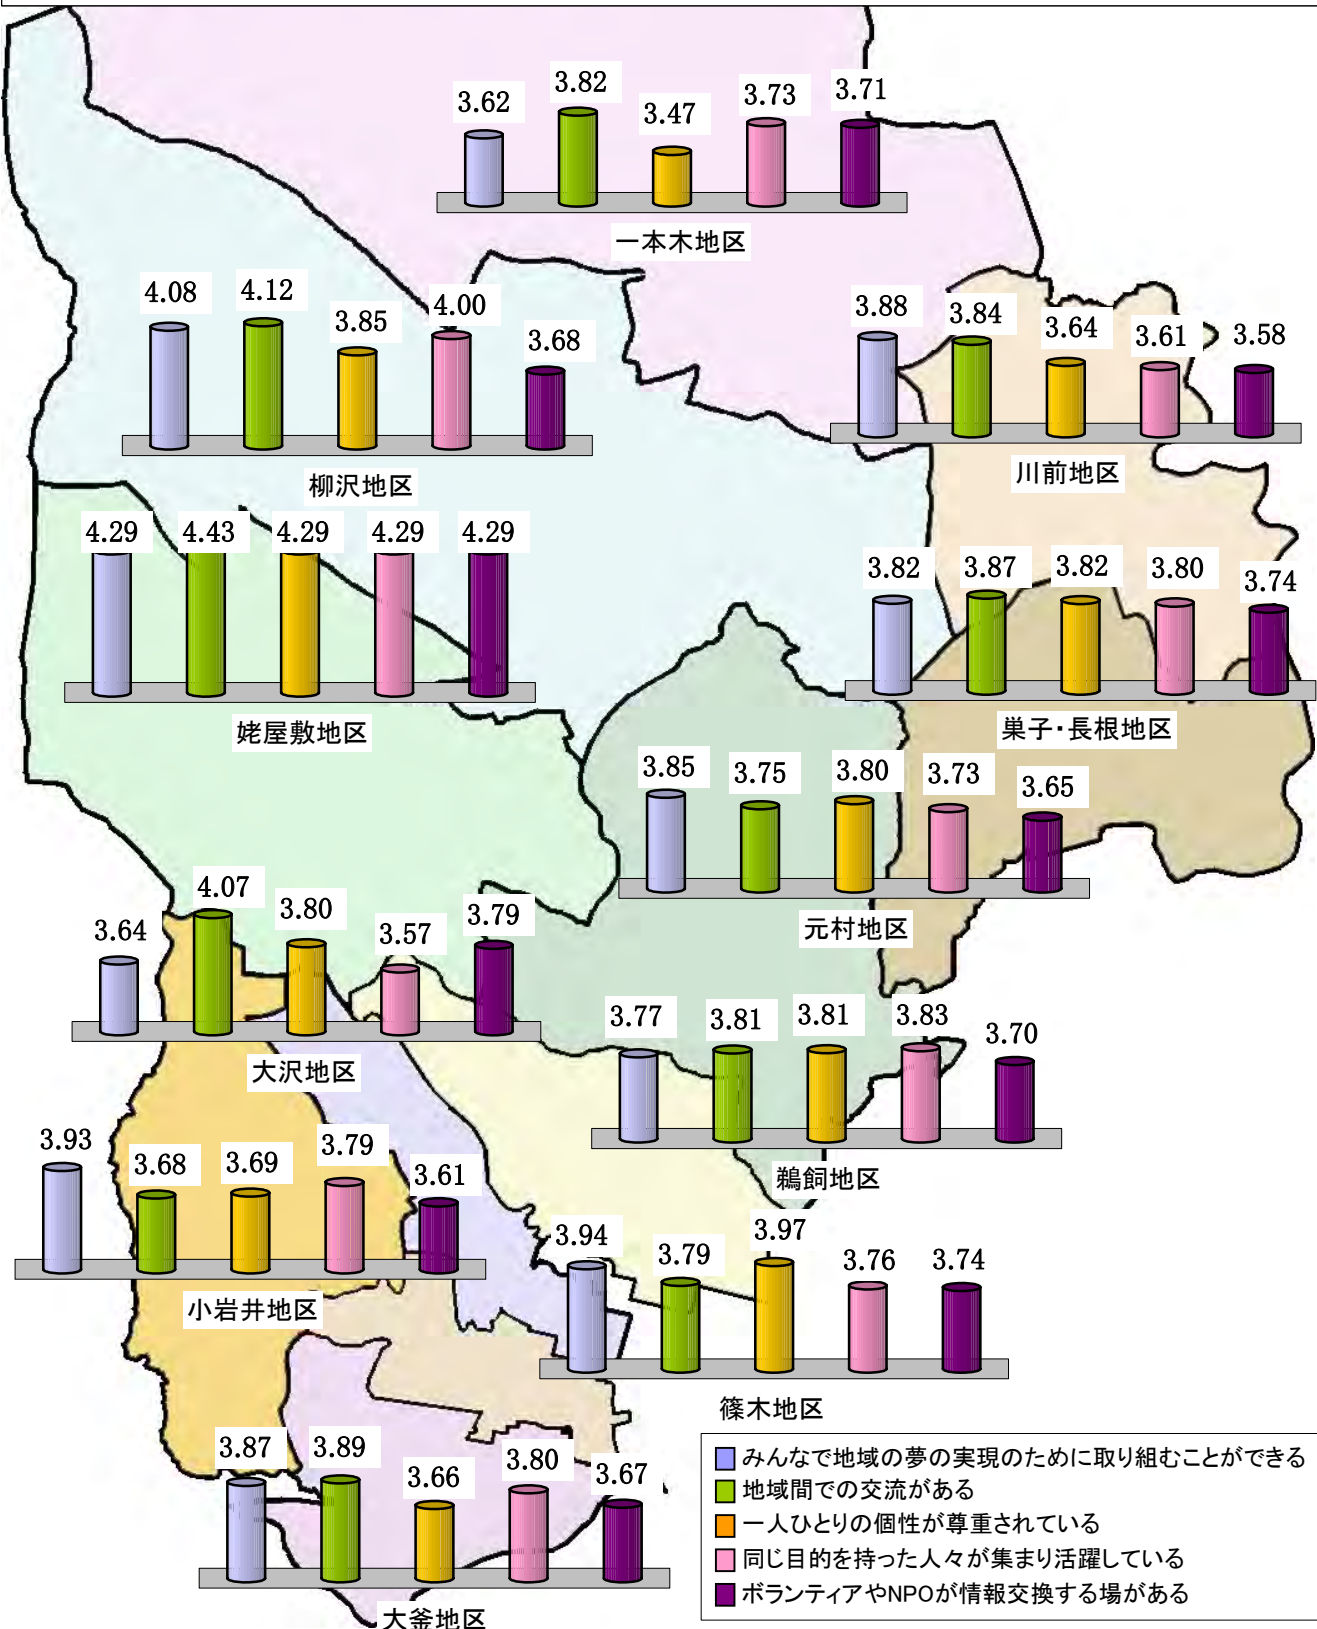 3.62 3.82 3.47 3.73 3.71
一本木地区
4.08 4.12 3.85 4.00 3.68
柳沢地区
3.88 3.84 3.64 3.61 3.58
川前地区
4.29 4.43 4.29 4.29 4.29
姥屋敷地区
3.82 3.87 3.82 3.80 3.74
巣子・長根地区
3.85 3.75 3.80 3.73 3.65
元村地区
3.64 4.07 3.80 3.57 3.79
大沢地区
3.77 3.81 3.81 3.83 3.70
鵜飼地区
3.93 3.68 3.69 3.79 3.61
小岩井地区
3.94 3.79 3.97 3.76 3.74
篠木地区
3.87 3.89 3.66 3.80 3.67
大釜地区
みんなで地域の夢の実現のために取り組むことができる
地域間での交流がある
一人ひとりの個性が尊重されている
同じ目的を持った人々が集まり活躍している
ボランティアやNPOが情報交換する場がある